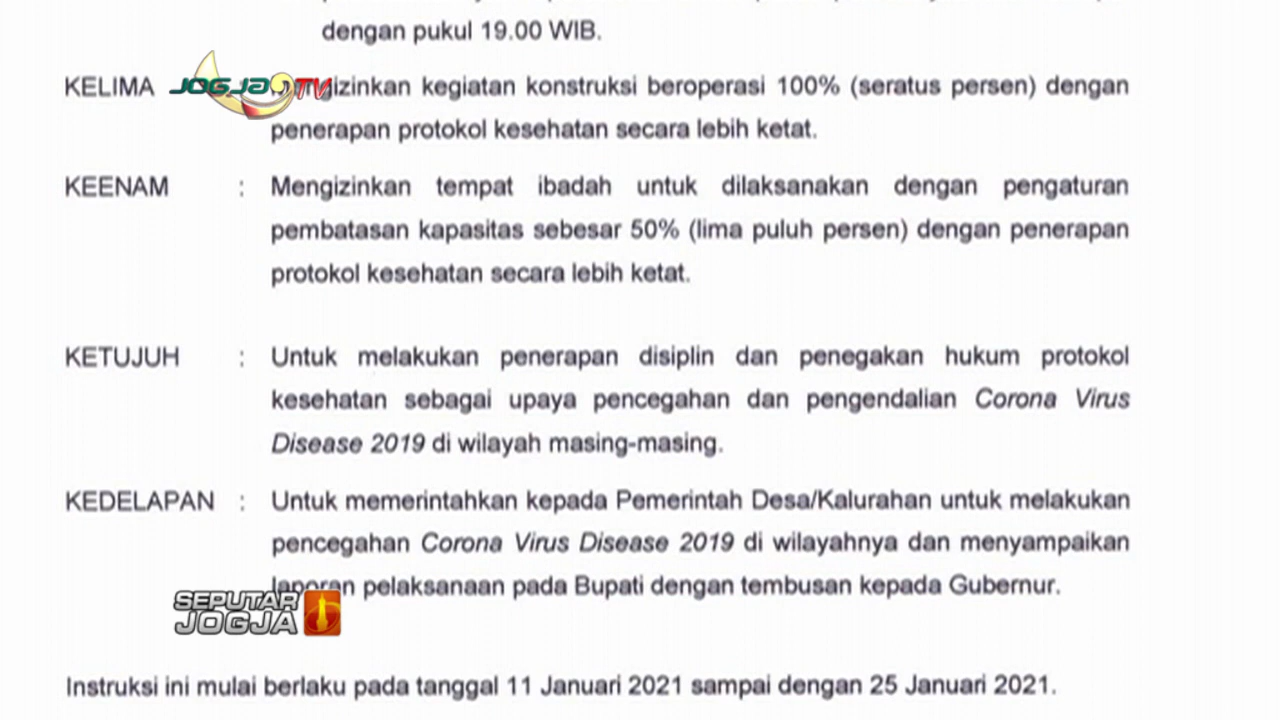 dengan pukul 19.00 WIB.
KELIMA JOGJA TV gizinkan kegiatan konstruksi beroperasi 100% (seratus persen) dengan
penerapan protokol kesehatan secara lebih ketat.
KEENAM : Mengizinkan tempat ibadah untuk dilaksanakan dengan pengaturan
pembatasan kapasitas sebesar 50% (lima puluh persen) dengan penerapan
protokol kesehatan secara lebih ketat.
KETUJUH : Untuk melakukan penerapan disiplin dan penegakan hukum protokol
kesehatan sebagai upaya pencegahan dan pengendalian Corona Virus
Disease 2019 di wilayah masing-masing.
KEDELAPAN : Untuk memerintahkan kepada Pemerintah Desa/Kalurahan untuk melakukan
pencegahan Corona Virus Disease 2019 di wilayahnya dan menyampaikan
laporan pelaksanaan pada Bupati dengan tembusan kepada Gubernur.
SEPUTAR
JOGJA
Instruksi ini mulai berlaku pada tanggal 11 Januari 2021 sampai dengan 25 Januari 2021.